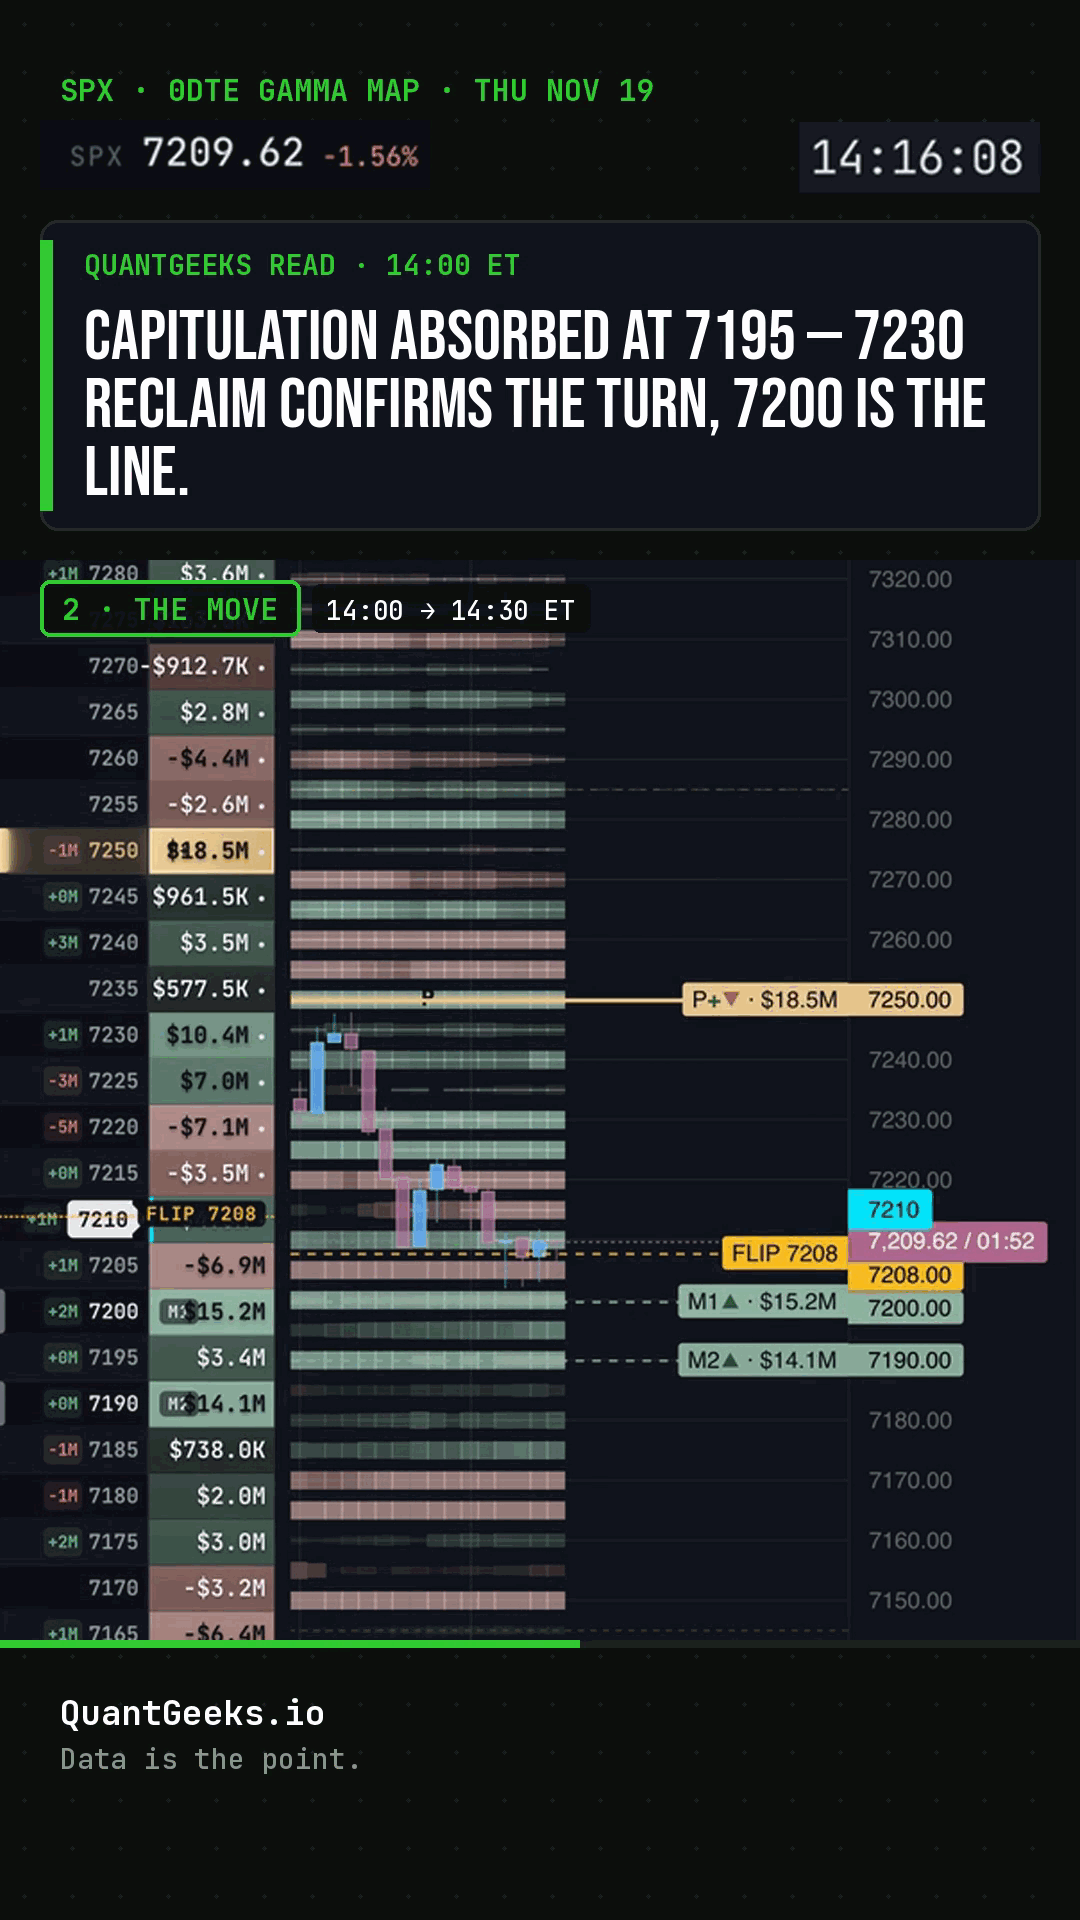 SPX · 0DTE GAMMA MAP · THU NOV 19
SPX 7209.62 -1.56%
14:16:08
QUANTGEEKS READ · 14:00 ET
CAPITULATION ABSORBED AT 7195 — 7230
RECLAIM CONFIRMS THE TURN, 7200 IS THE
LINE.
+1M 7280 $3.6M
2 · THE MOVE
14:00 → 14:30 ET
7270 -$912.7K
7265 $2.8M
7260 -$4.4M
7255 -$2.6M
-1M 7250 $18.5M
+0M 7245 $961.5K
+3M 7240 $3.5M
7235 $577.5K
+1M 7230 $10.4M
-3M 7225 $7.0M
-5M 7220 -$7.1M
+0M 7215 -$3.5M
+1M 7210 FLIP 7208
+1M 7205 -$6.9M
+2M 7200 $15.2M
+0M 7195 $3.4M
+0M 7190 $14.1M
-1M 7185 $738.0K
-1M 7180 $2.0M
+2M 7175 $3.0M
7170 -$3.2M
+1M 7165 -$6.4M
7320.00
7310.00
7300.00
7290.00
7280.00
7270.00
7260.00
P+▼ · $18.5M 7250.00
7240.00
7230.00
7220.00
7210
7,209.62 / 01:52
FLIP 7208 7208.00
M1▲ · $15.2M 7200.00
M2▲ · $14.1M 7190.00
7180.00
7170.00
7160.00
7150.00
QuantGeeks.io
Data is the point.